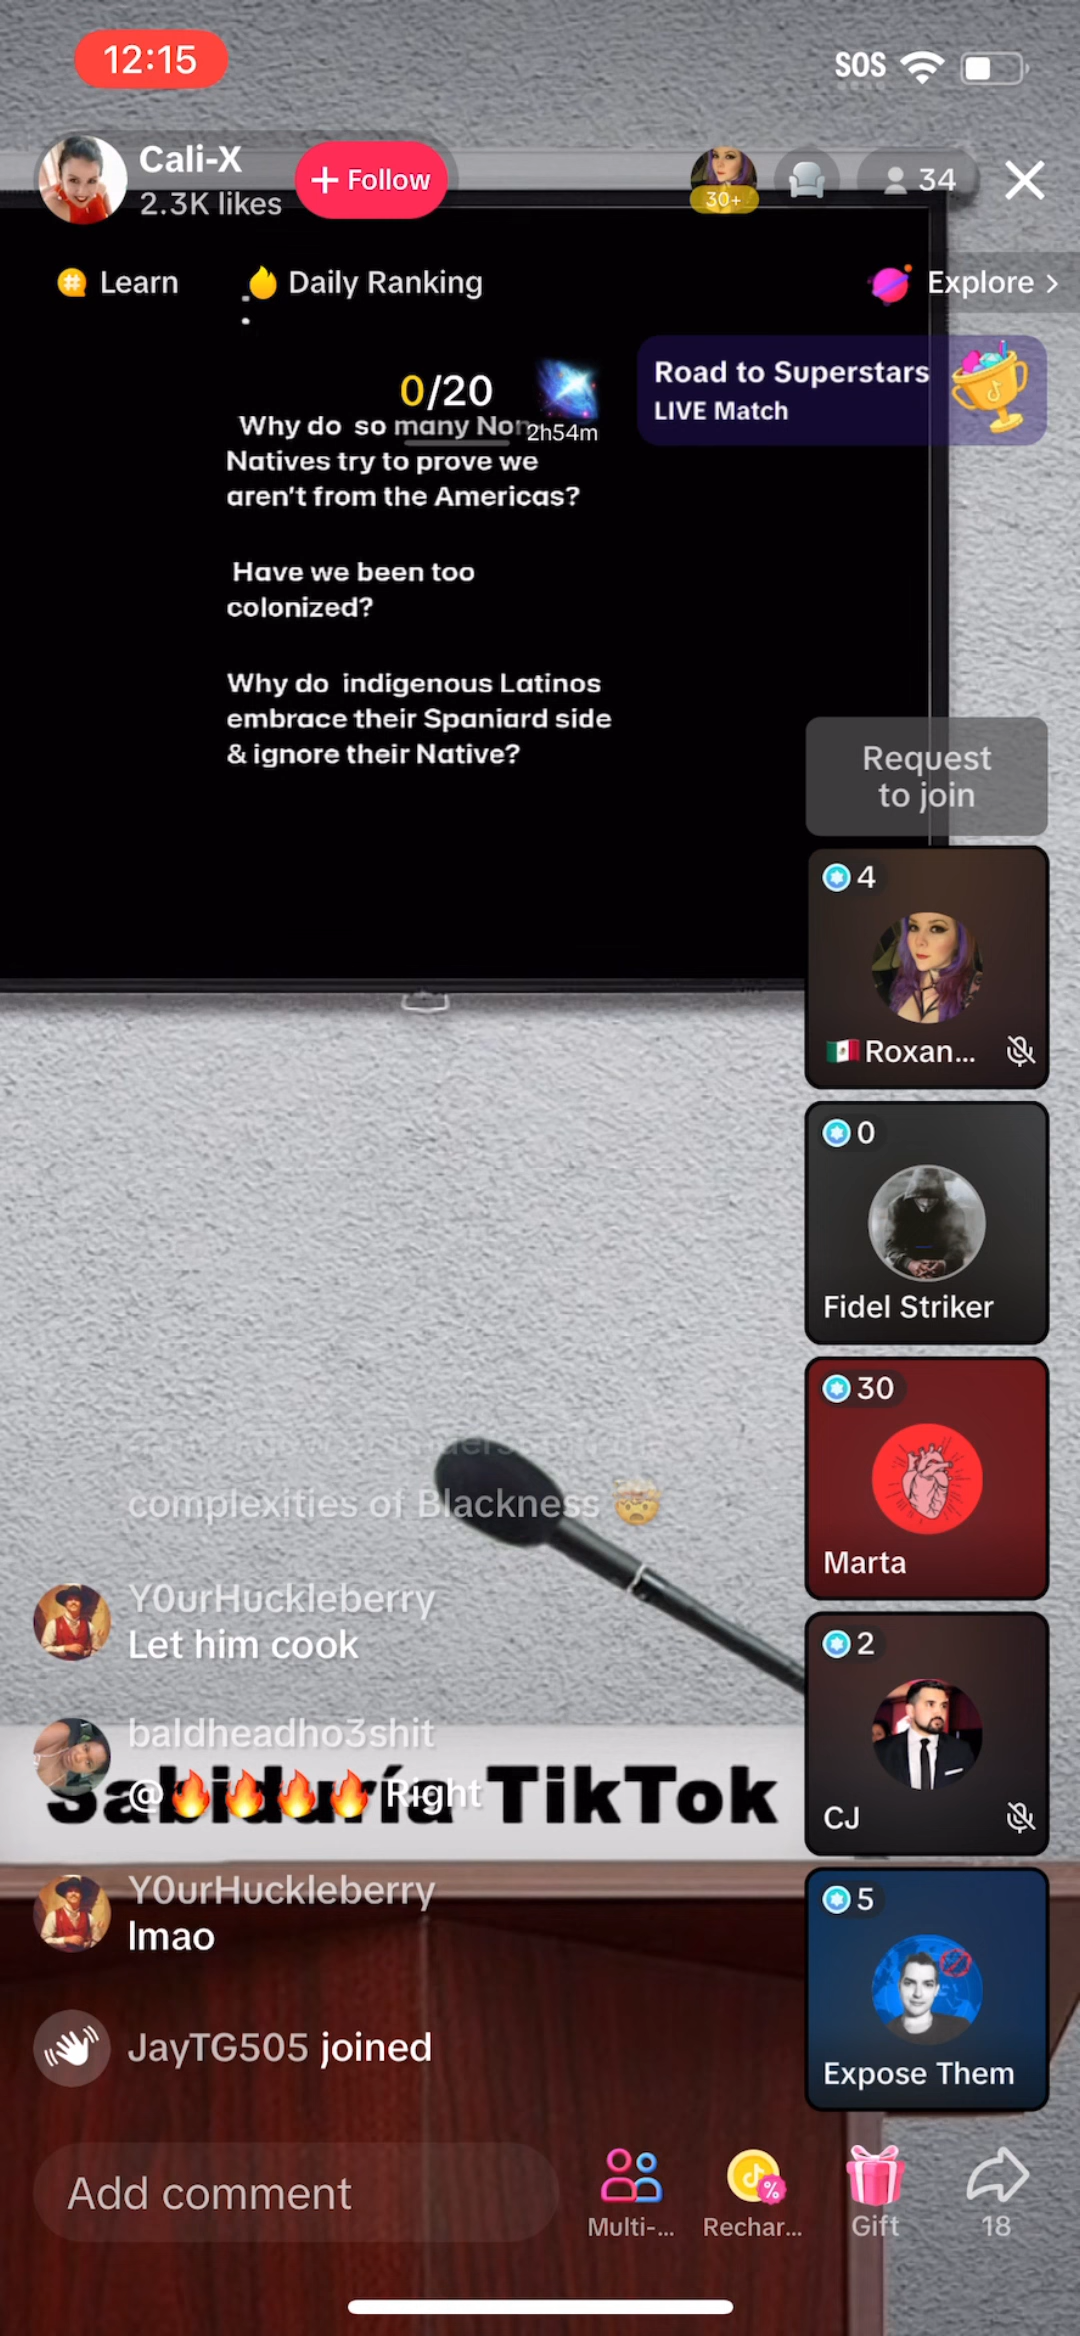 12:15
SOS
Cali-X
2.3K likes
+ Follow
30+
34
Learn
Daily Ranking
Explore >
0/20
2h54m
Road to Superstars
LIVE Match
Why do so many Non
Natives try to prove we
aren't from the Americas?
Have we been too
colonized?
Why do indigenous Latinos
embrace their Spaniard side
& ignore their Native?
Request
to join
4
Roxan...
0
Fidel Striker
30
Marta
2
CJ
5
Expose Them
complexities of Blackness 🤯
Y0urHuckleberry
Let him cook
baldheadho3shit
@🔥🔥🔥🔥 Right
Sabiduría TikTok
Y0urHuckleberry
lmao
JayTG505 joined
Add comment
Multi-...
Rechar...
Gift
18